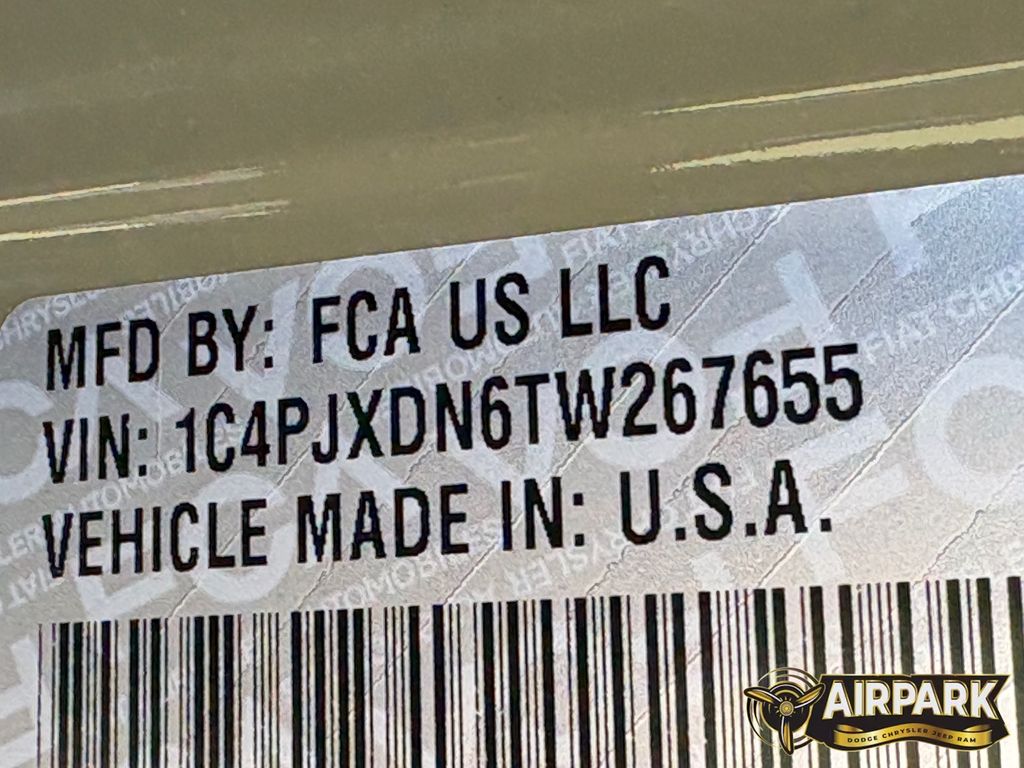 MFD BY: FCA US LLC
VIN: 1C4PJXDN6TW267655
VEHICLE MADE IN: U.S.A.
AIRPARK
DODGE CHRYSLER JEEP RAM